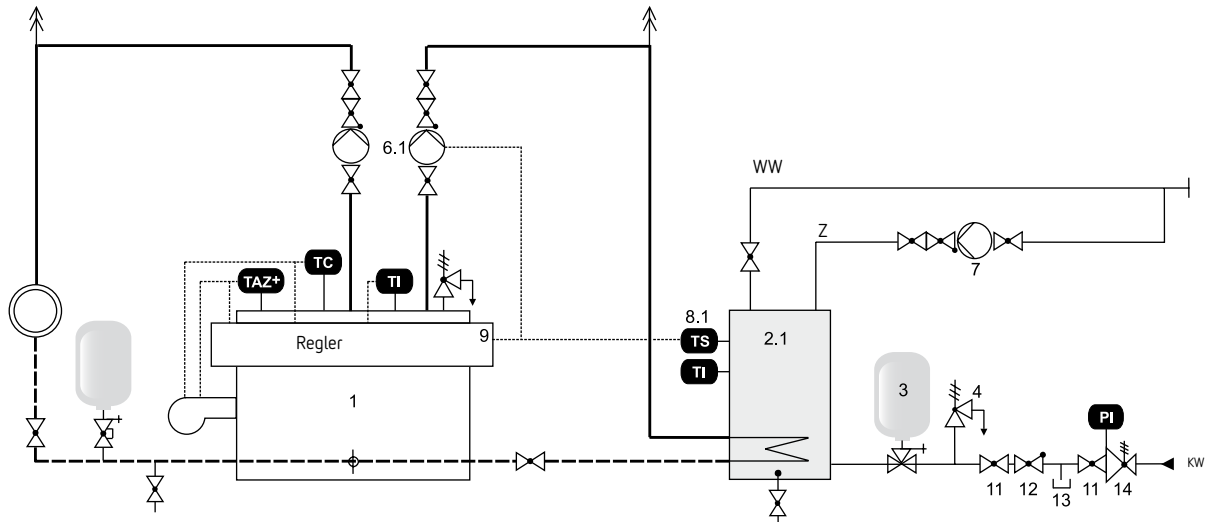 6.1
WW
Z
7
TAZ+
TC
TI
9
Regler
8.1
TS
2.1
TI
1
3
4
PI
KW
11
12
13
11
14